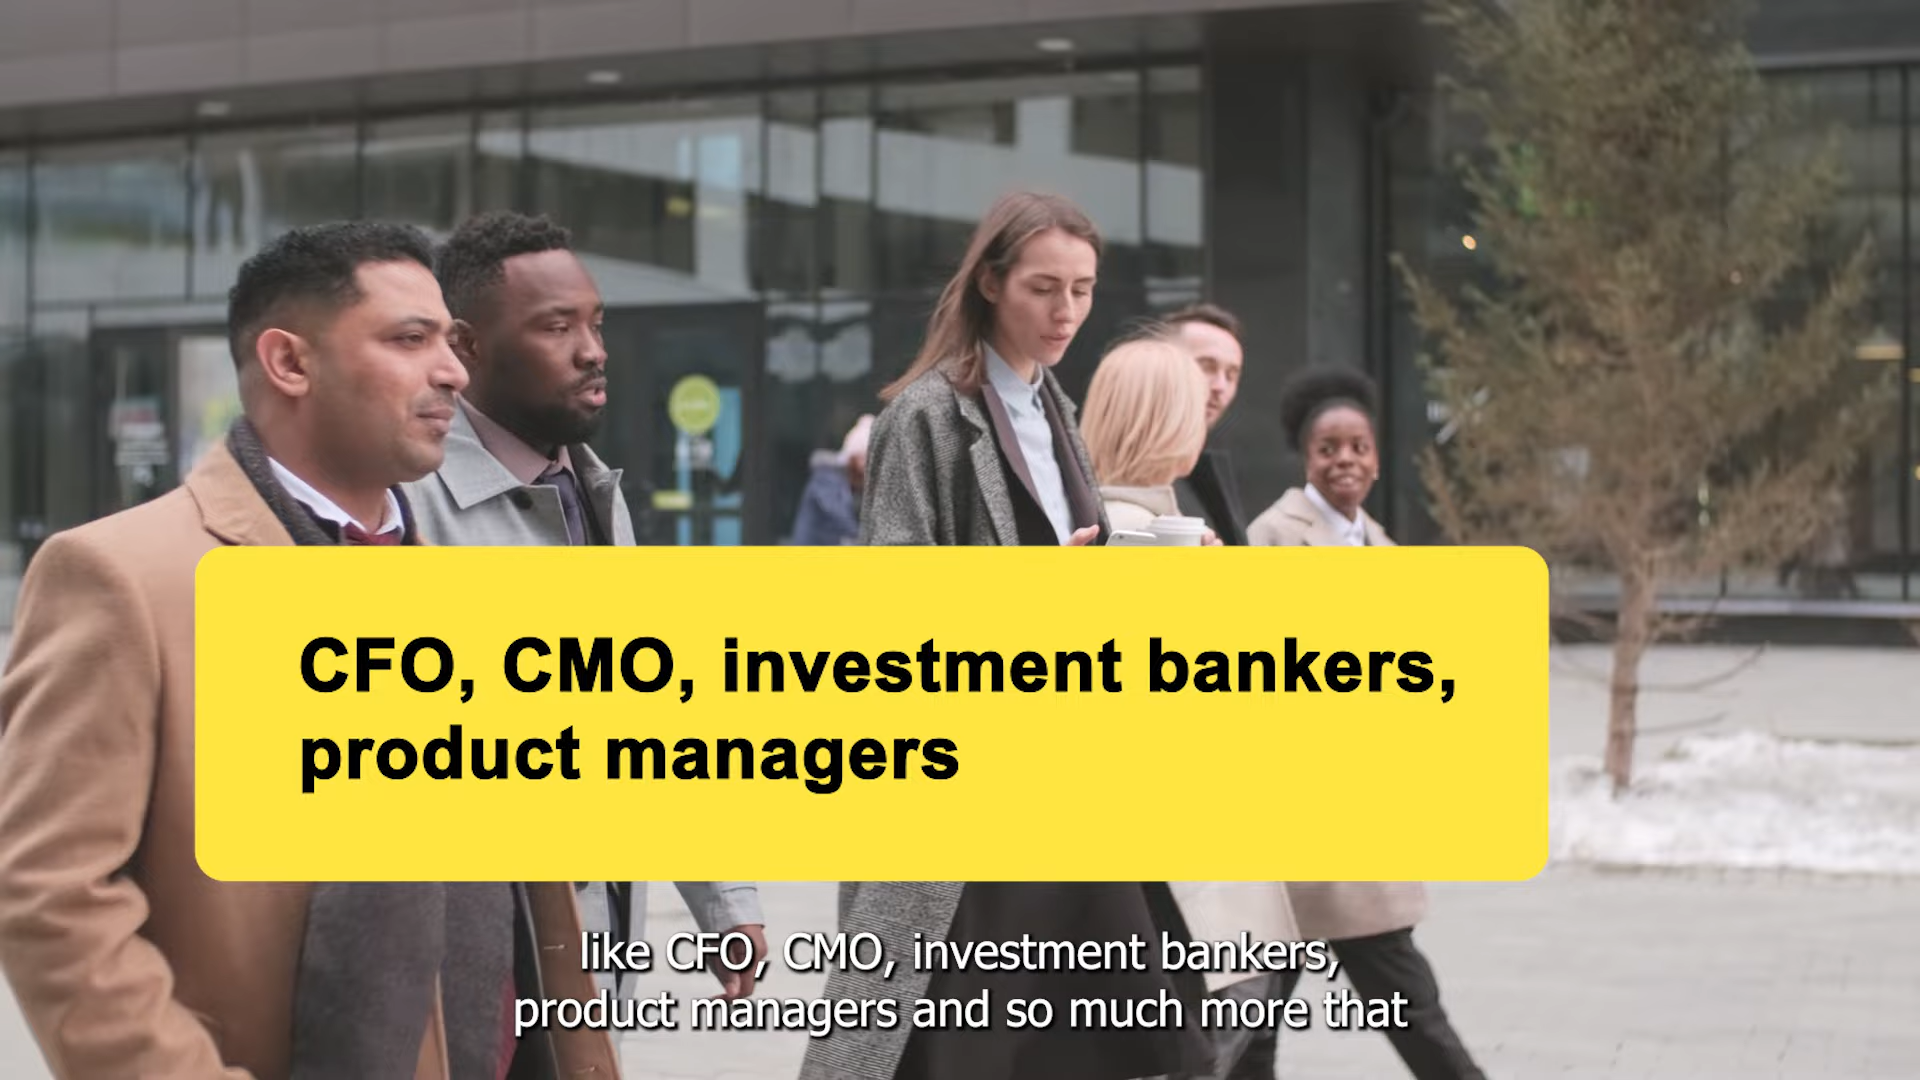 CFO, CMO, investment bankers,
product managers
like CFO, CMO, investment bankers,
product managers and so much more that